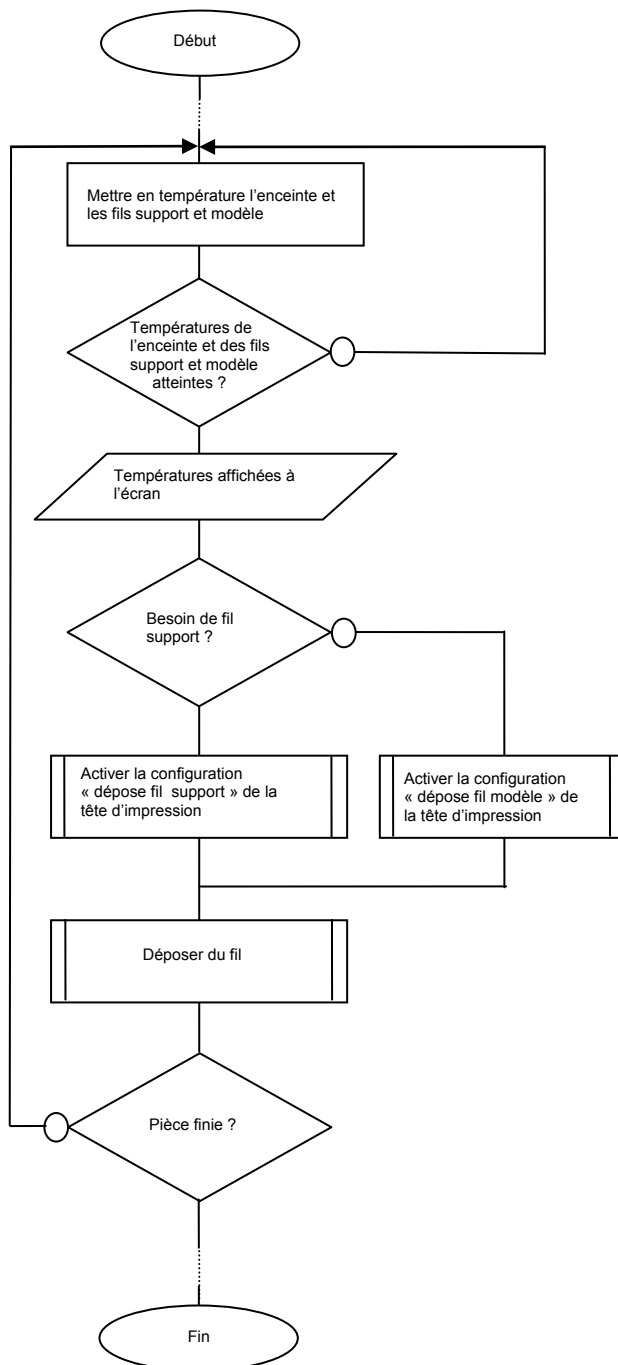 Début
Mettre en température l’enceinte et
les fils support et modèle
Températures de
l’enceinte et des fils
support et modèle
atteintes ?
Températures affichées à
l’écran
Besoin de fil
support ?
Activer la configuration
« dépose fil support » de la
tête d’impression
Activer la configuration
« dépose fil modèle » de
la tête d’impression
Déposer du fil
Pièce finie ?
Fin